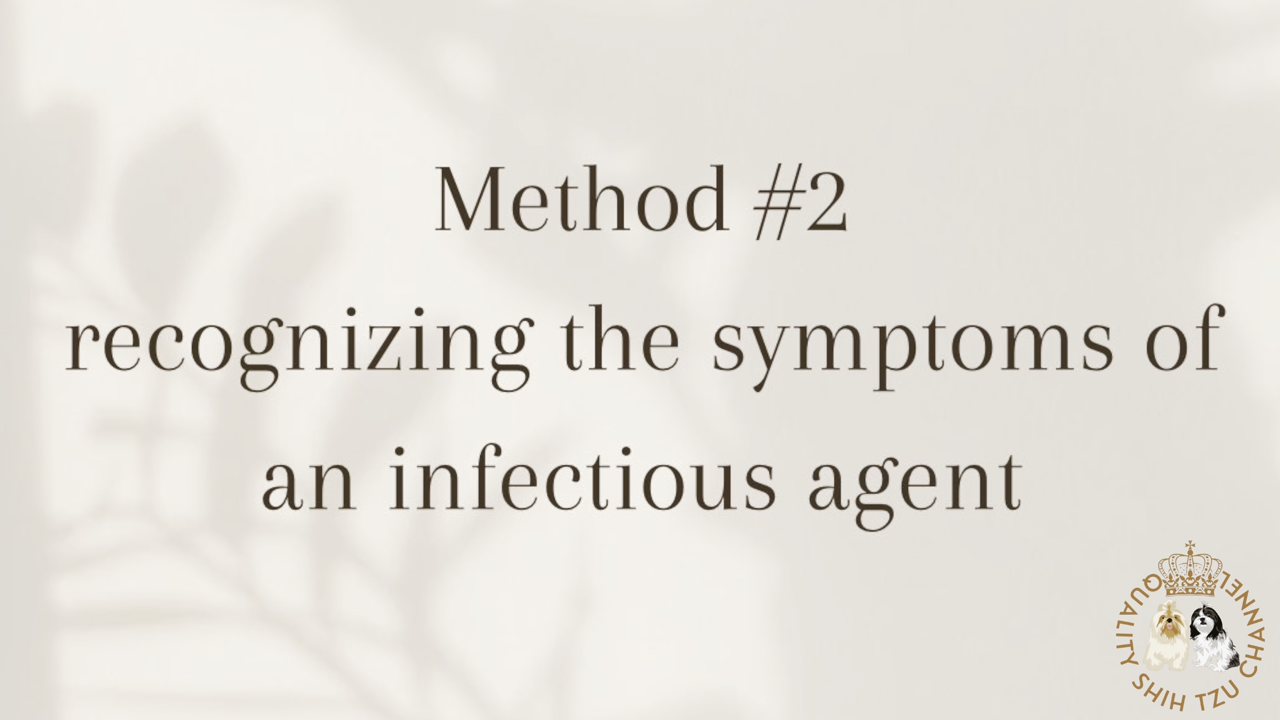 Method #2
recognizing the symptoms of
an infectious agent
QUALITY SHIH TZU CHANNEL